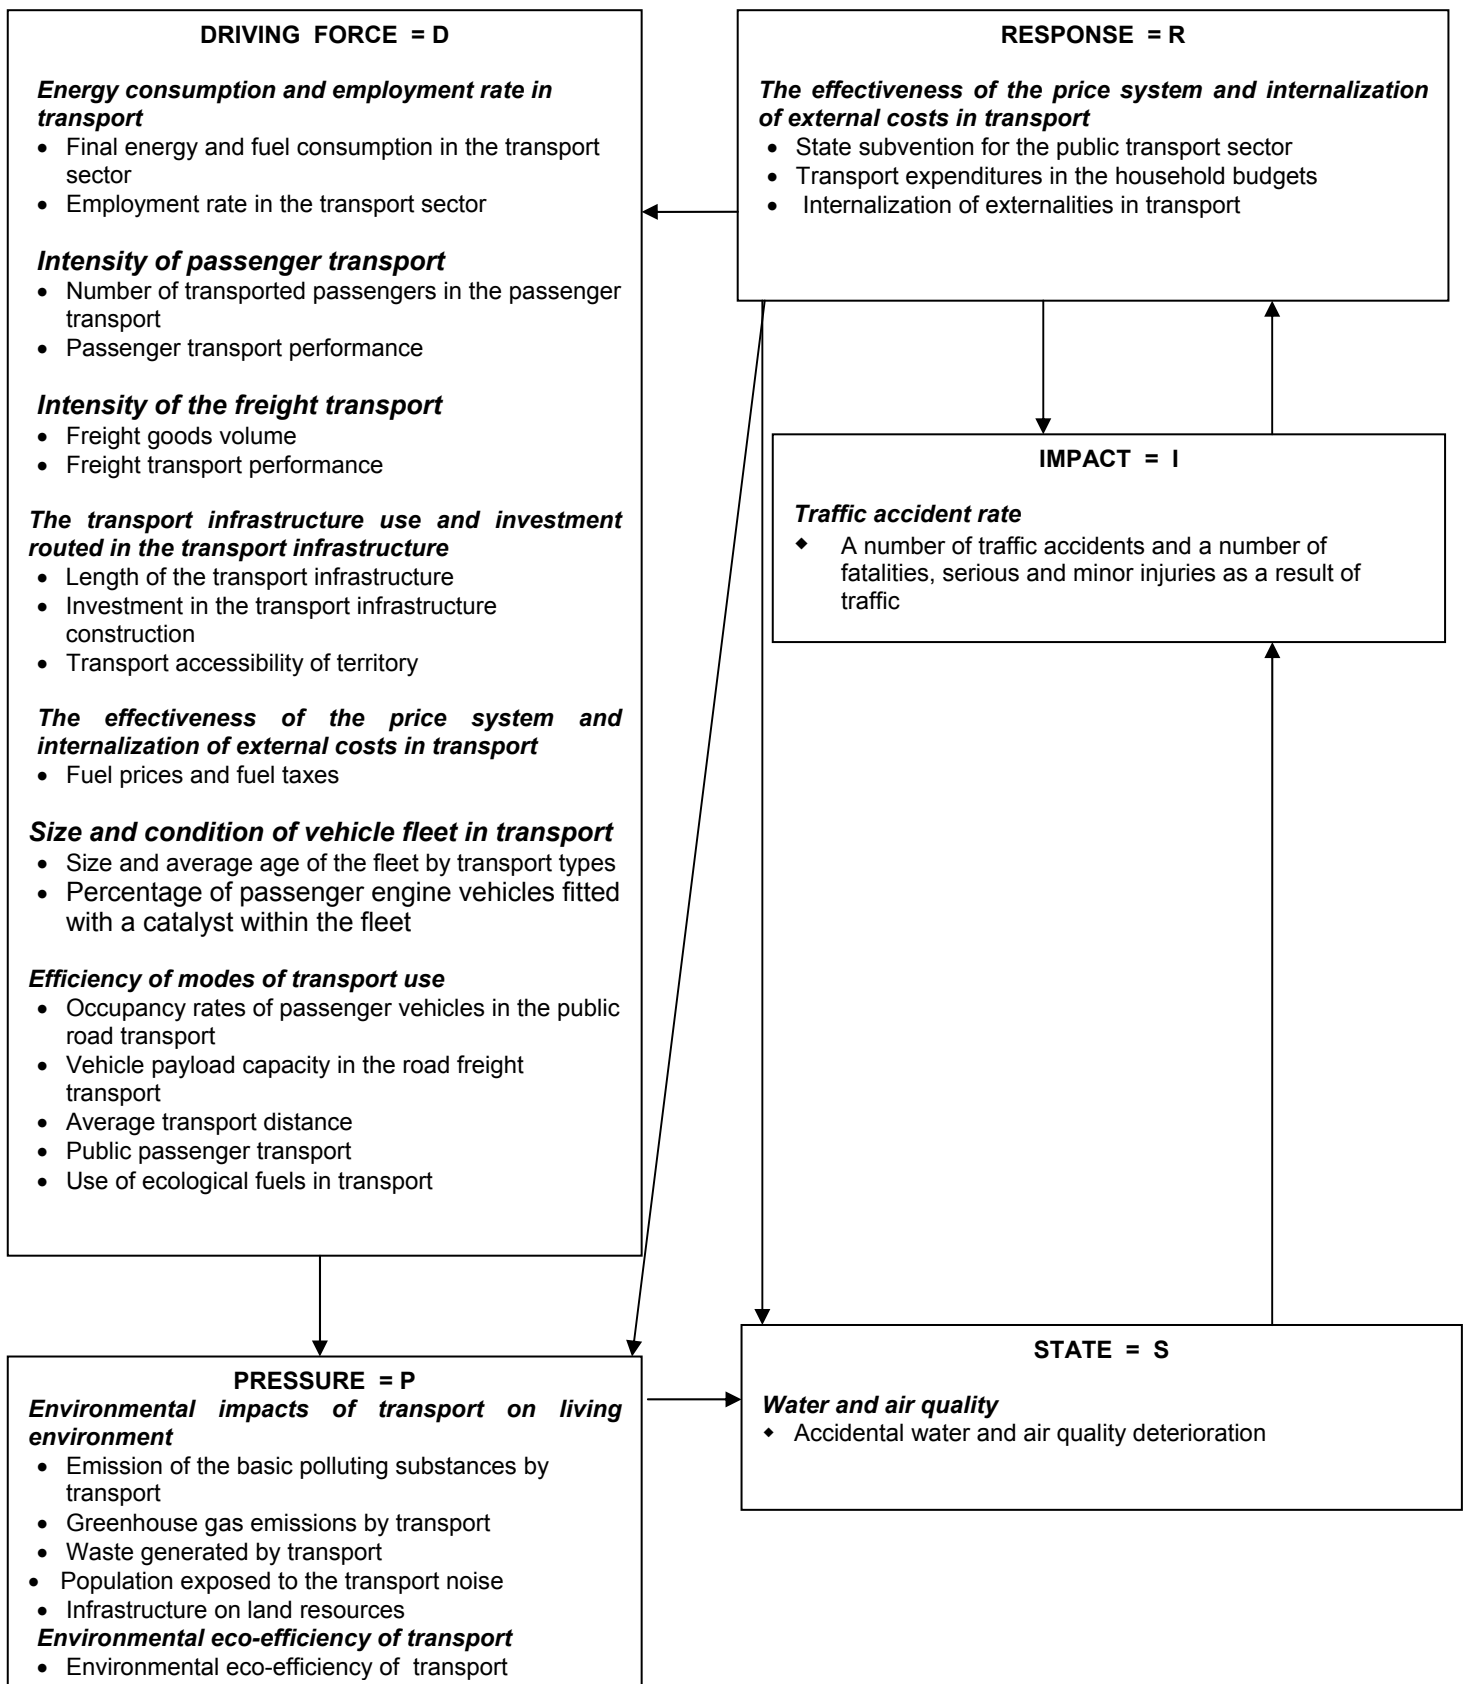 DRIVING FORCE = D
Energy consumption and employment rate in
transport
• Final energy and fuel consumption in the transport
sector
• Employment rate in the transport sector
Intensity of passenger transport
• Number of transported passengers in the passenger
transport
• Passenger transport performance
Intensity of the freight transport
• Freight goods volume
• Freight transport performance
The transport infrastructure use and investment
routed in the transport infrastructure
• Length of the transport infrastructure
• Investment in the transport infrastructure
construction
• Transport accessibility of territory
The effectiveness of the price system and
internalization of external costs in transport
• Fuel prices and fuel taxes
Size and condition of vehicle fleet in transport
• Size and average age of the fleet by transport types
• Percentage of passenger engine vehicles fitted
with a catalyst within the fleet
Efficiency of modes of transport use
• Occupancy rates of passenger vehicles in the public
road transport
• Vehicle payload capacity in the road freight
transport
• Average transport distance
• Public passenger transport
• Use of ecological fuels in transport
RESPONSE = R
The effectiveness of the price system and internalization
of external costs in transport
• State subvention for the public transport sector
• Transport expenditures in the household budgets
• Internalization of externalities in transport
IMPACT = I
Traffic accident rate
◆ A number of traffic accidents and a number of
fatalities, serious and minor injuries as a result of
traffic
PRESSURE = P
Environmental impacts of transport on living
environment
• Emission of the basic polluting substances by
transport
• Greenhouse gas emissions by transport
• Waste generated by transport
• Population exposed to the transport noise
• Infrastructure on land resources
Environmental eco-efficiency of transport
• Environmental eco-efficiency of transport
STATE = S
Water and air quality
◆ Accidental water and air quality deterioration